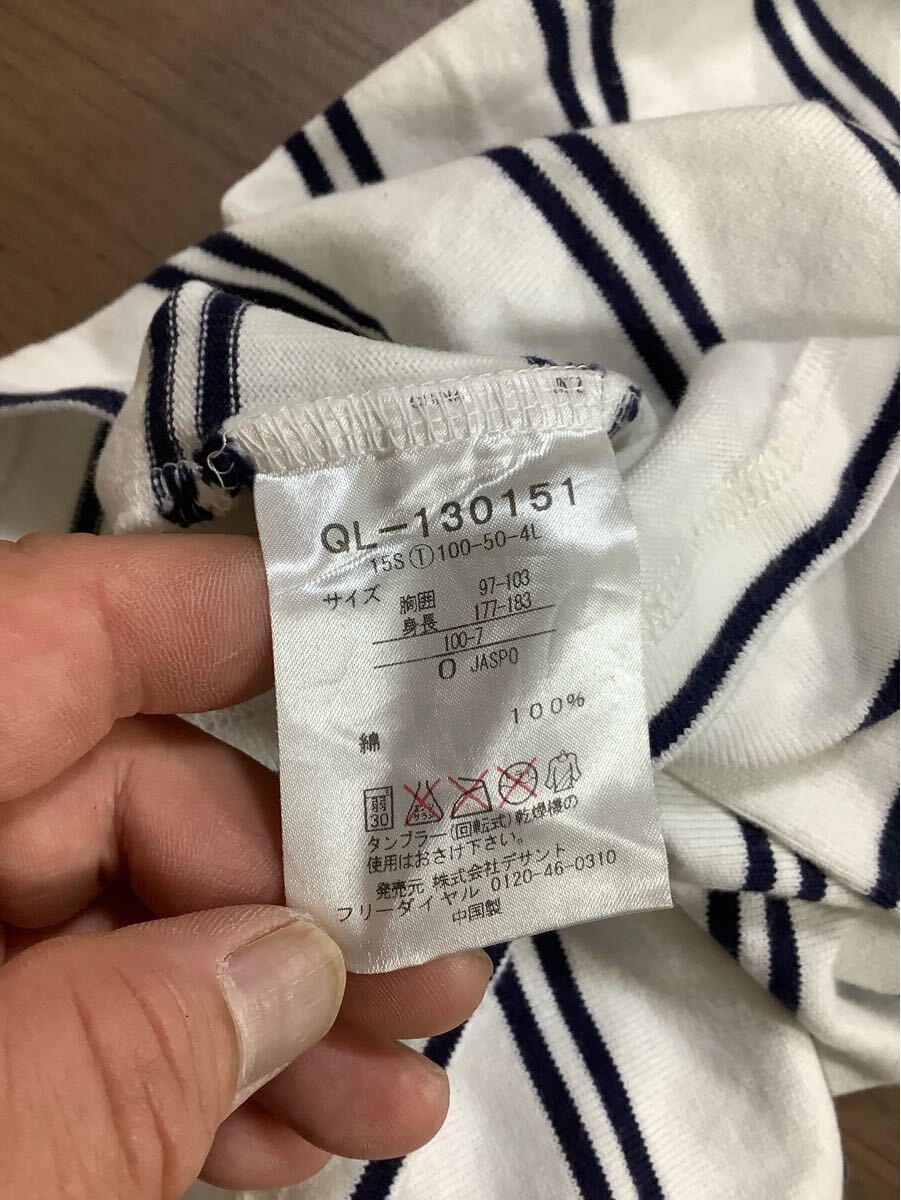 QL-130151
15S①100-50-4L
サイズ 胸囲 97-103
身長 177-183
100-7
O JASPO
綿 100%
弱
30
タンブラー(回転式)乾燥機の
使用はおさけ下さい。
発売元 株式会社デサント
フリーダイヤル 0120-46-0310
中国製